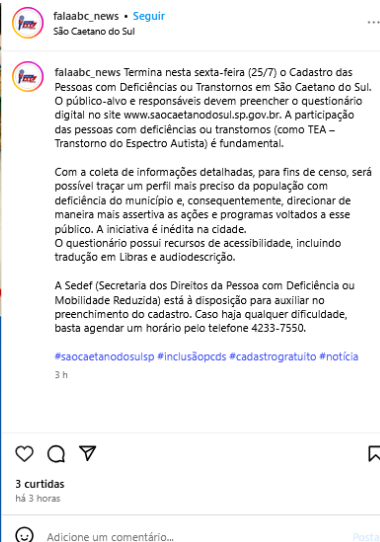 falaabc_news • Seguir
São Caetano do Sul
falaabc_news Termina nesta sexta-feira (25/7) o Cadastro das
Pessoas com Deficiências ou Transtornos em São Caetano do Sul.
O público-alvo e responsáveis devem preencher o questionário
digital no site www.saocaetanodosul.sp.gov.br. A participação
das pessoas com deficiências ou transtornos (como TEA –
Transtorno do Espectro Autista) é fundamental.
Com a coleta de informações detalhadas, para fins de censo, será
possível traçar um perfil mais preciso da população com
deficiência do município e, consequentemente, direcionar de
maneira mais assertiva as ações e programas voltados a esse
público. A iniciativa é inédita na cidade.
O questionário possui recursos de acessibilidade, incluindo
tradução em Libras e audiodescrição.
A Sedef (Secretaria dos Direitos da Pessoa com Deficiência ou
Mobilidade Reduzida) está à disposição para auxiliar no
preenchimento do cadastro. Caso haja qualquer dificuldade,
basta agendar um horário pelo telefone 4233-7550.
#saocaetanodosulsp #inclusãopcds #cadastrogratuito #notícia
3 h
3 curtidas
há 3 horas
Adicione um comentário...
Posta